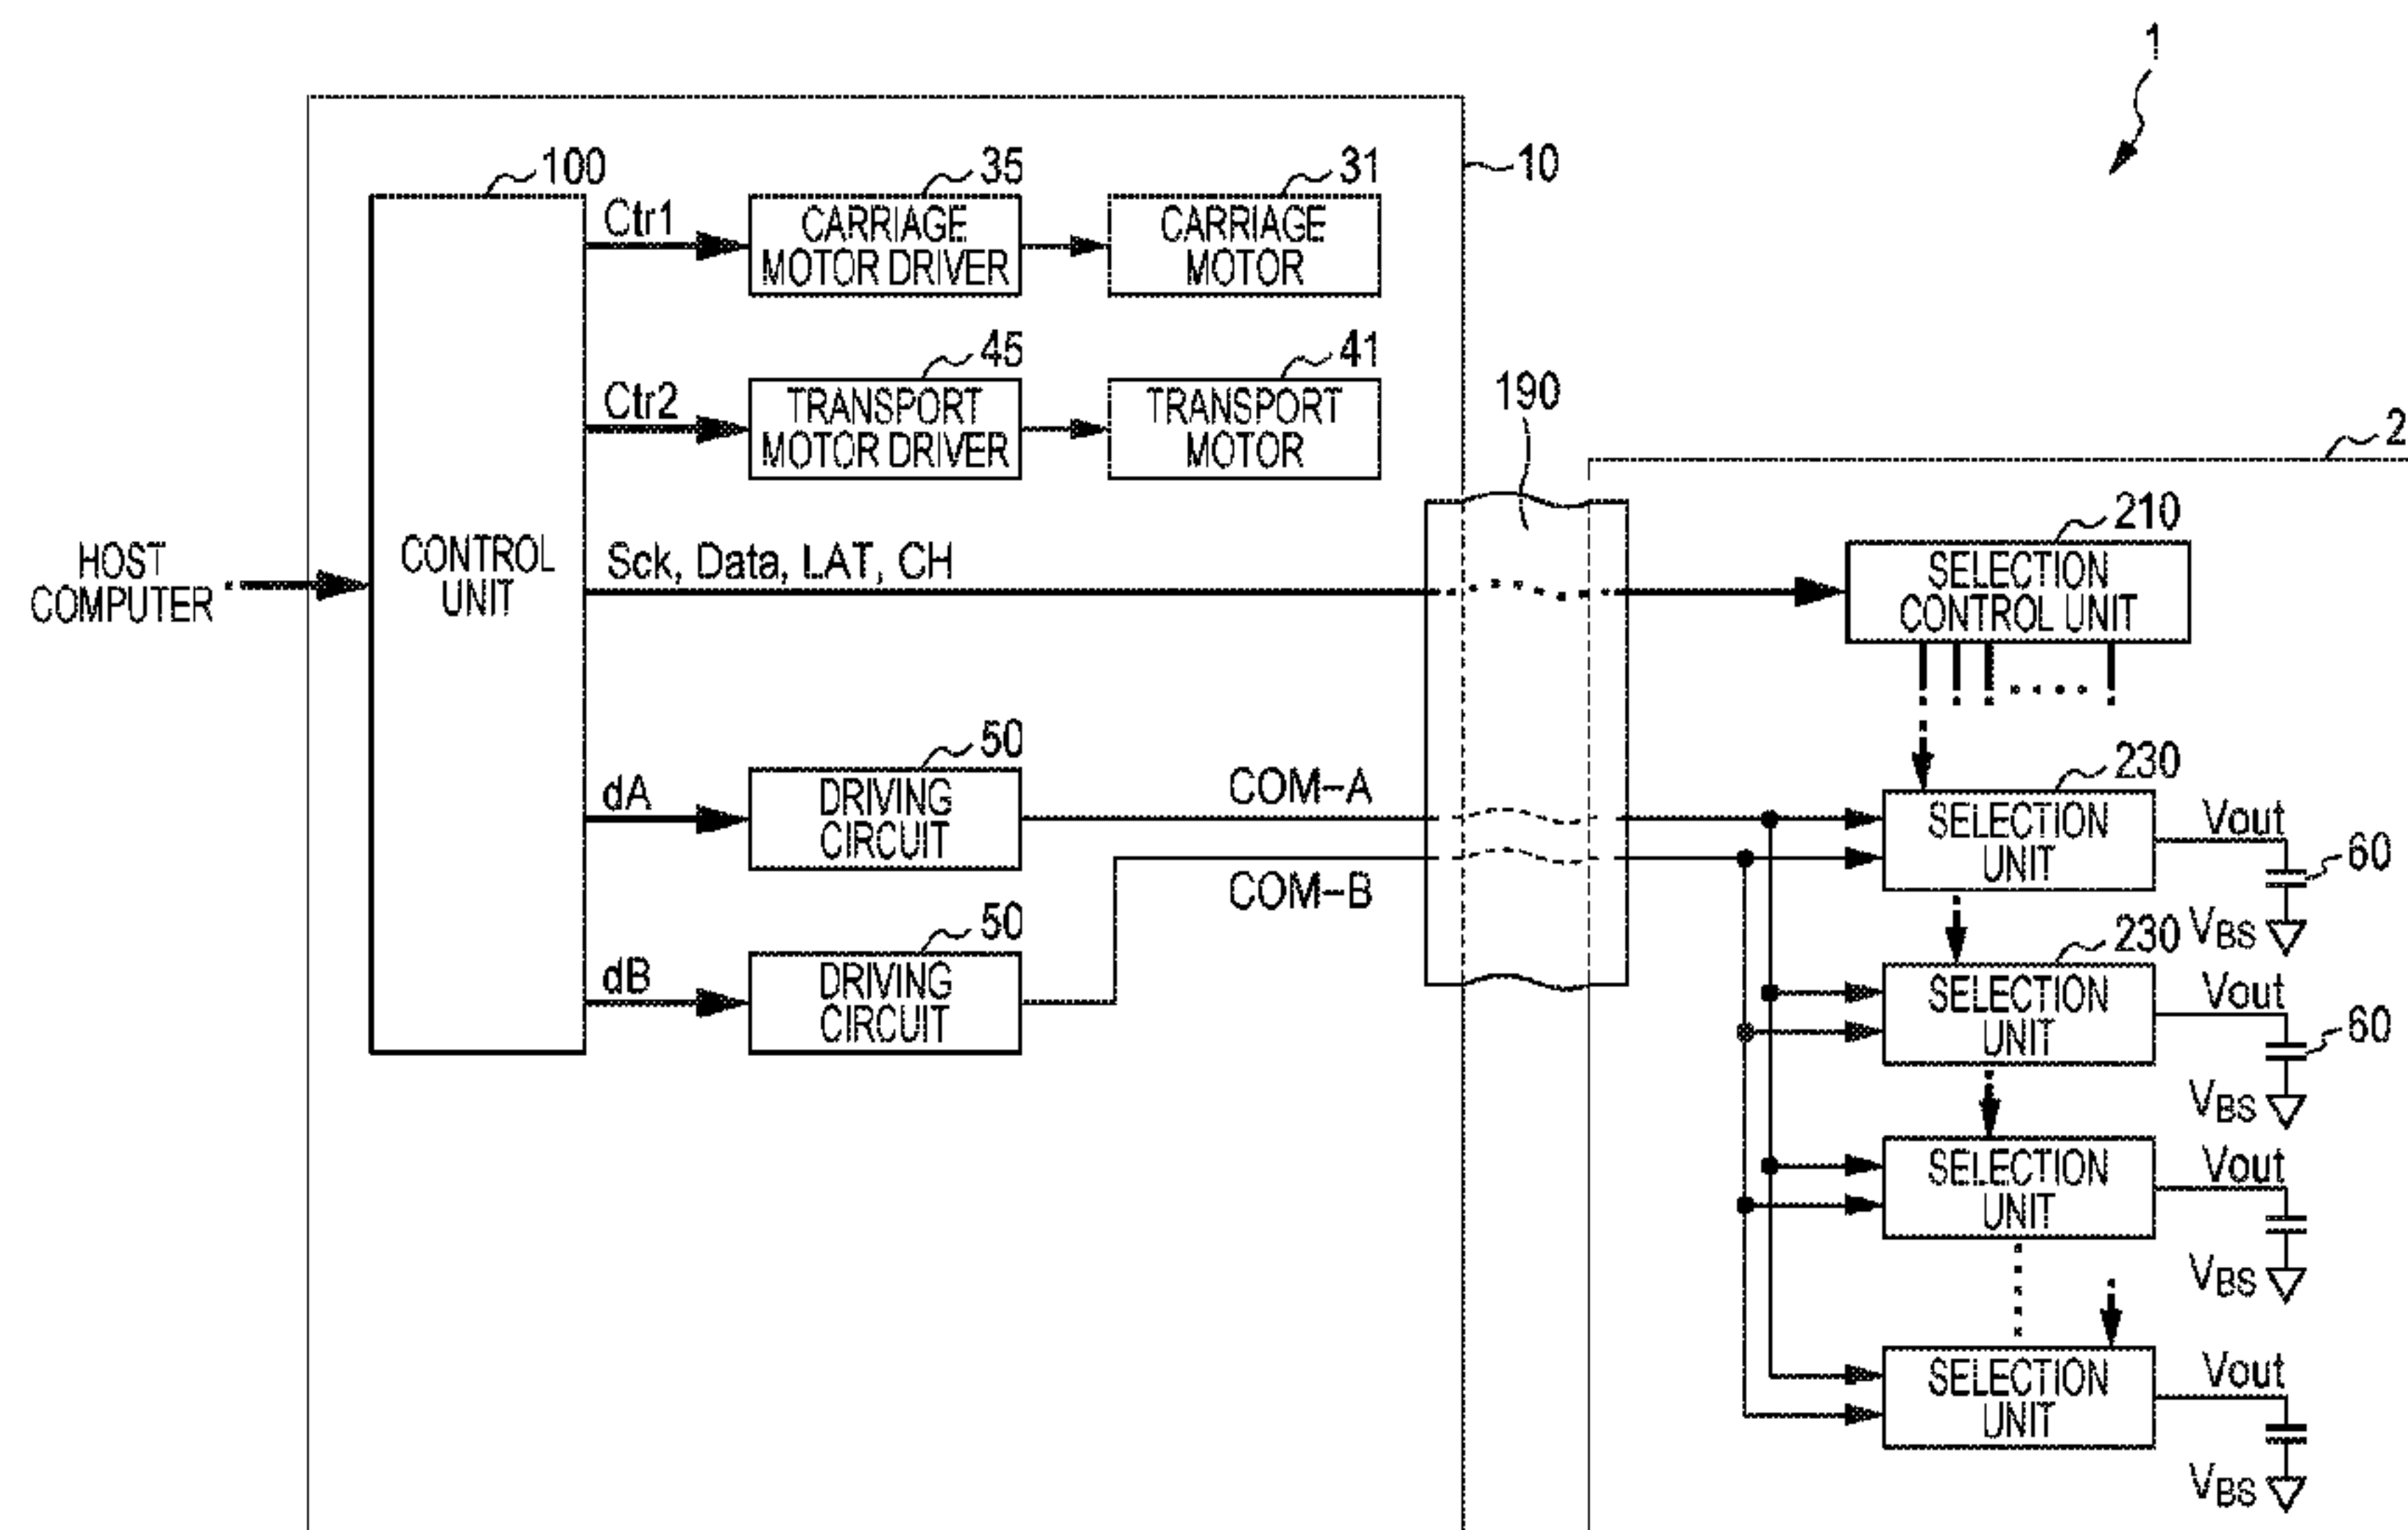 1
100
35
31
10
Ctr1
CARRIAGE
MOTOR DRIVER
CARRIAGE
MOTOR
45
41
190
Ctr2
TRANSPORT
MOTOR DRIVER
TRANSPORT
MOTOR
2
210
HOST
COMPUTER
CONTROL
UNIT
Sck, Data, LAT, CH
SELECTION
CONTROL UNIT
50
230
dA
DRIVING
CIRCUIT
COM-A
SELECTION
UNIT
Vout
60
COM-B
VBS
50
230
dB
DRIVING
CIRCUIT
SELECTION
UNIT
Vout
60
VBS
SELECTION
UNIT
Vout
VBS
SELECTION
UNIT
Vout
VBS